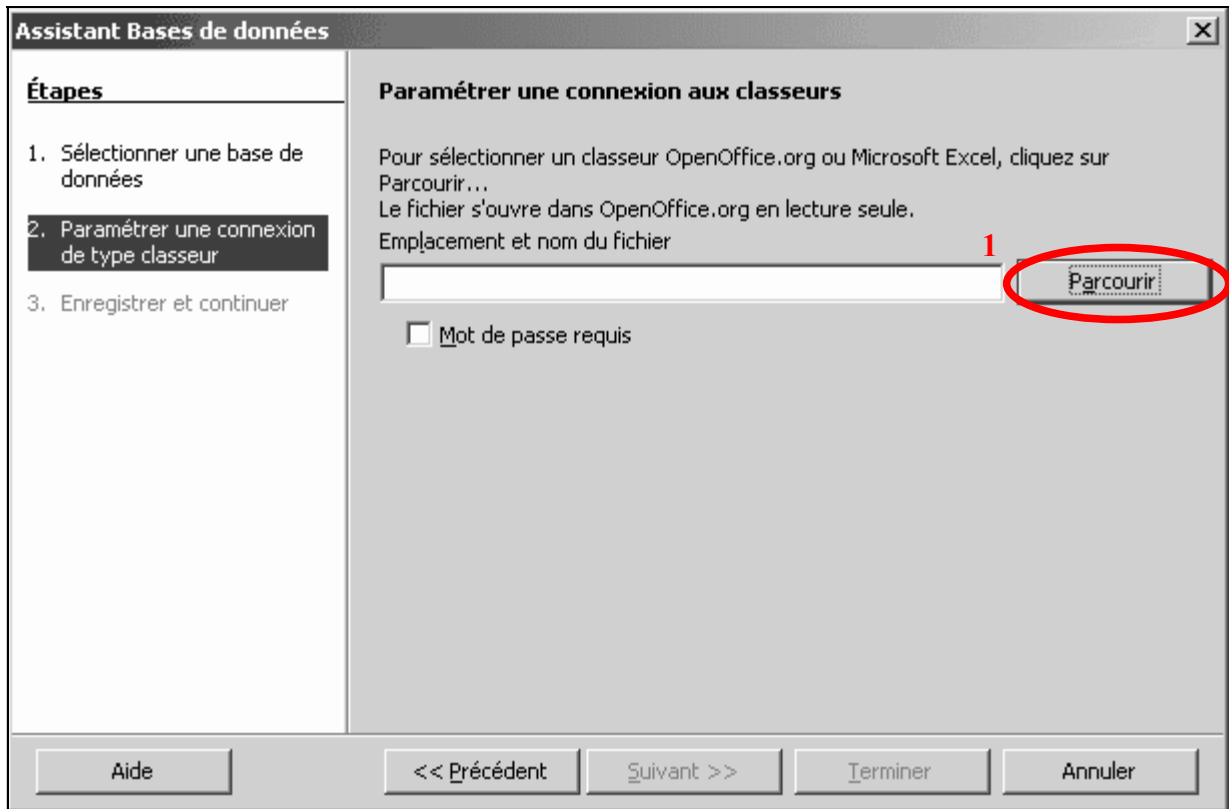 Assistant Bases de données
Étapes
1. Sélectionner une base de
données
2. Paramétrer une connexion
de type classeur
3. Enregistrer et continuer
Paramétrer une connexion aux classeurs
Pour sélectionner un classeur OpenOffice.org ou Microsoft Excel, cliquez sur
Parcourir...
Le fichier s'ouvre dans OpenOffice.org en lecture seule.
Emplacement et nom du fichier
1
Parcourir
Mot de passe requis
Aide
<< Précédent
Suivant >>
Terminer
Annuler